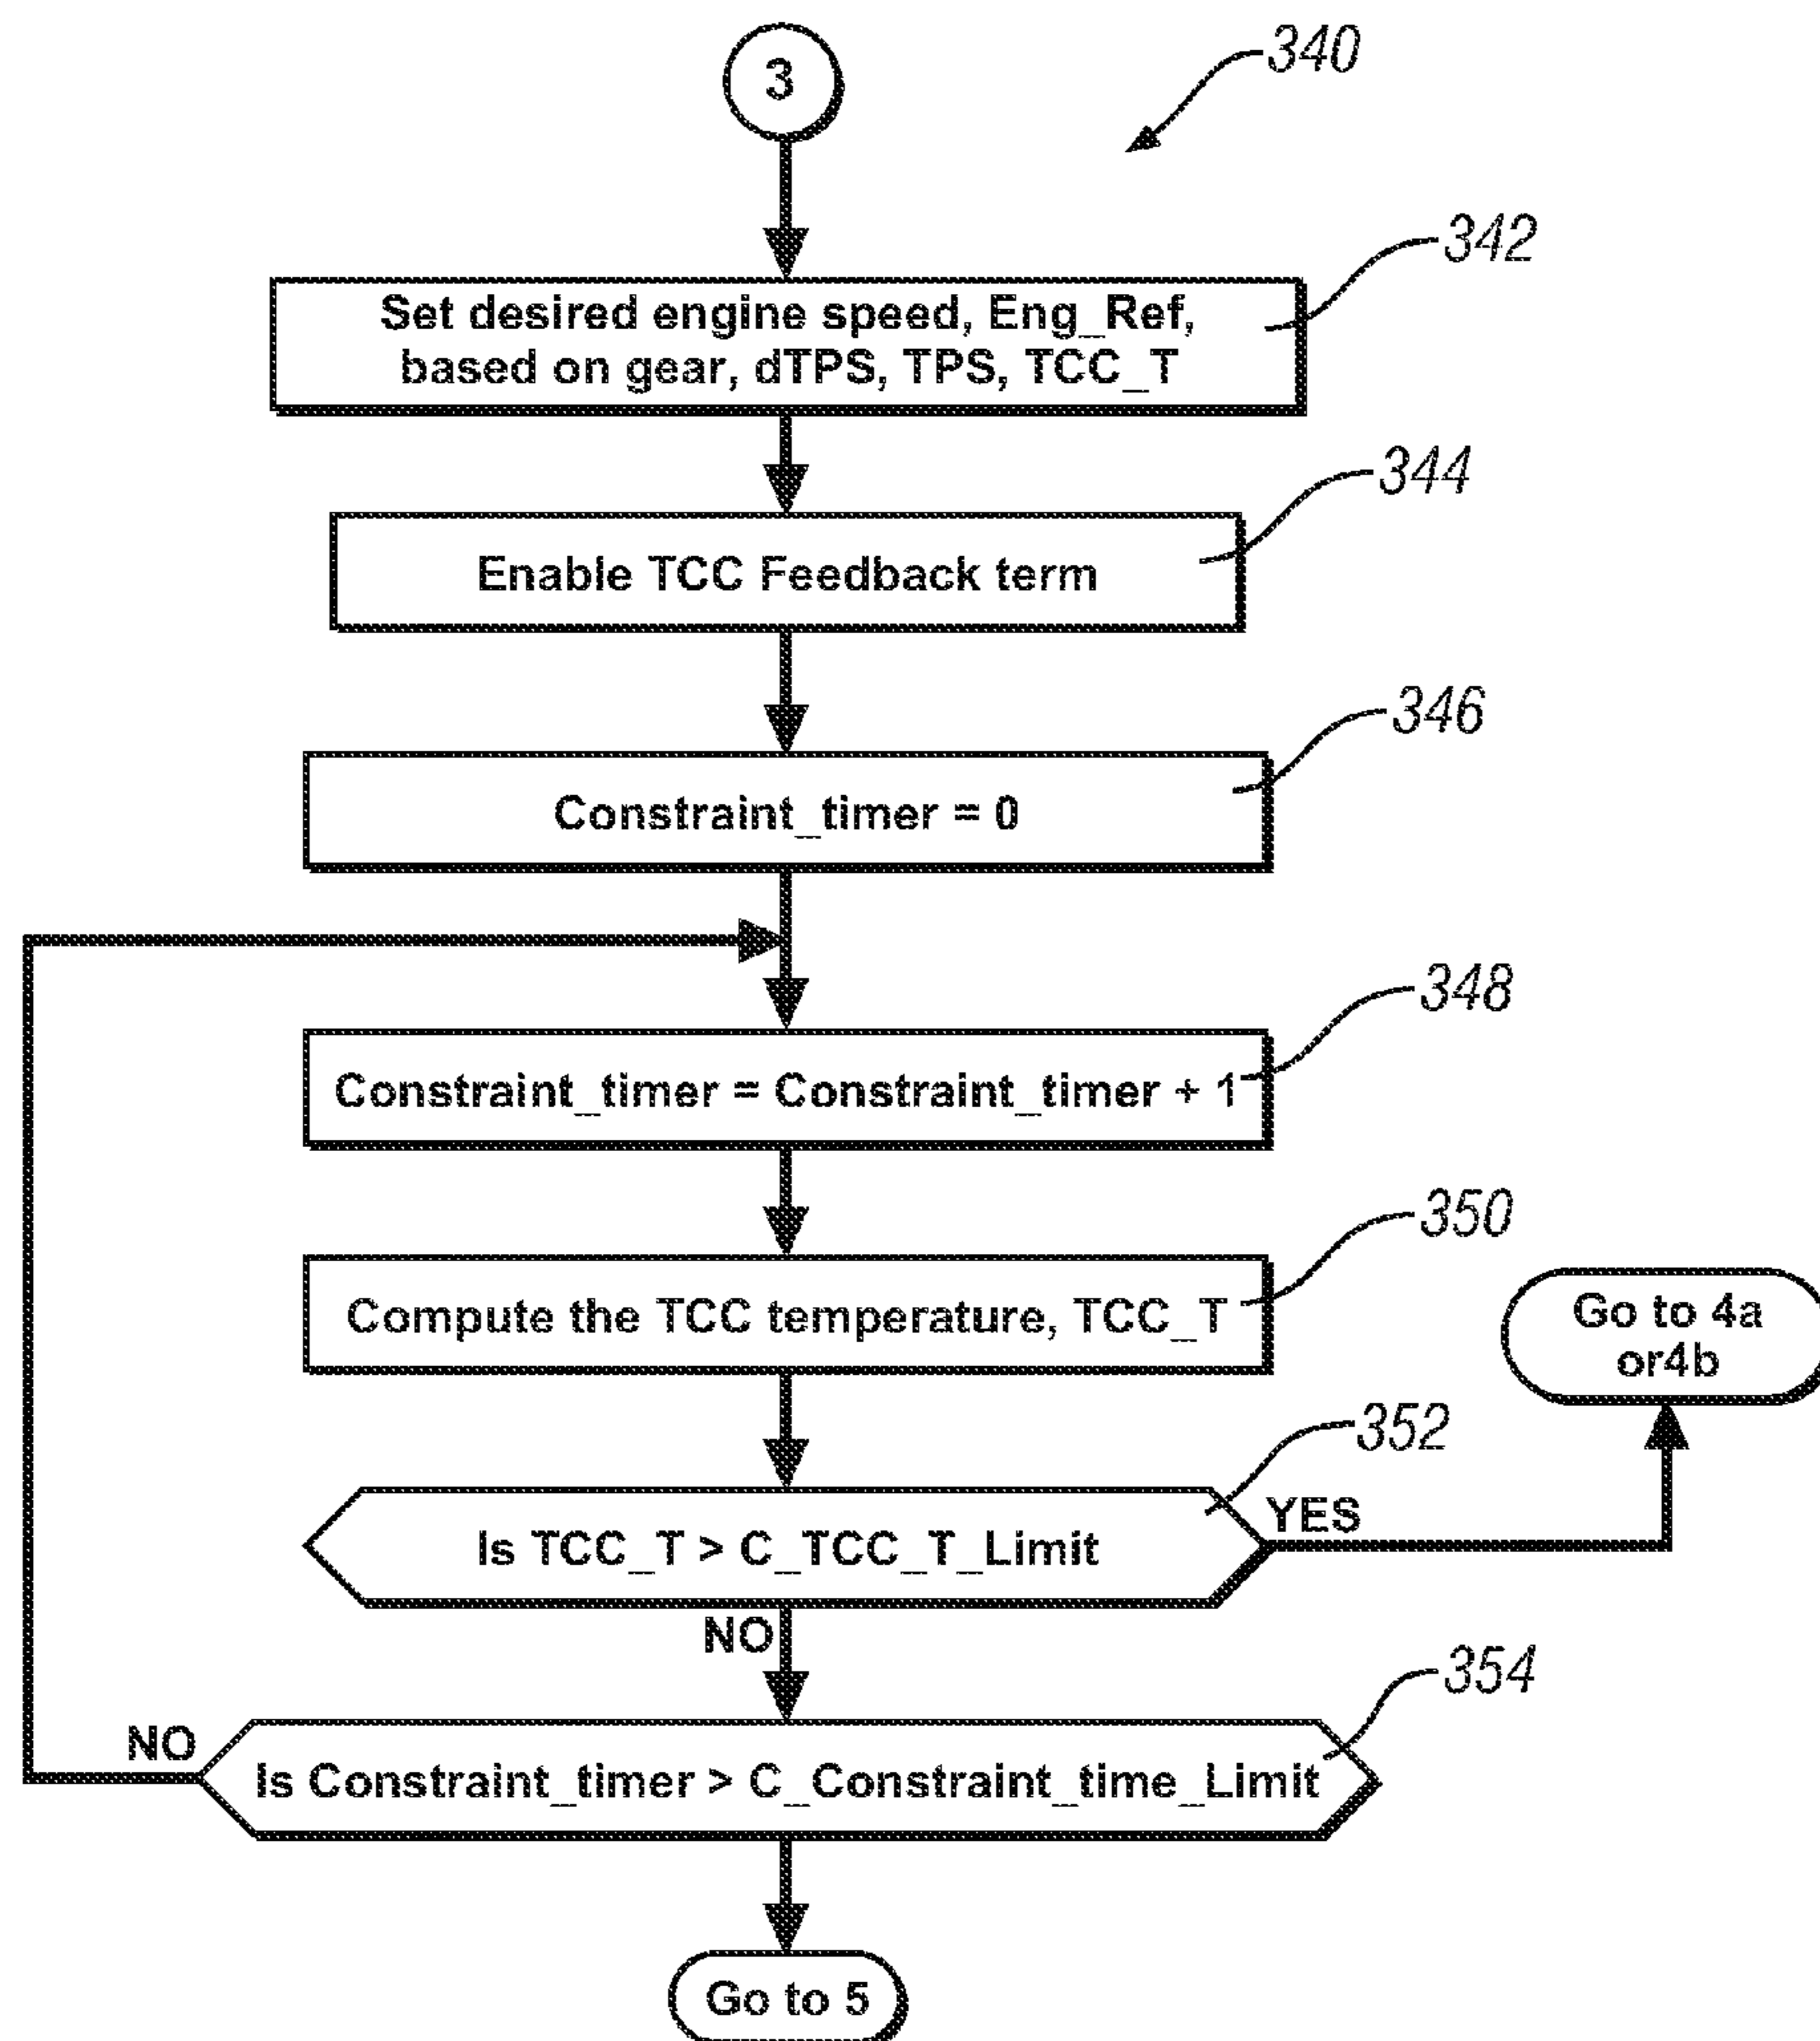 3
340
342
Set desired engine speed, Eng_Ref,
based on gear, dTPS, TPS, TCC_T
344
Enable TCC Feedback term
346
Constraint_timer = 0
348
Constraint_timer = Constraint_timer + 1
350
Compute the TCC temperature, TCC_T
Go to 4a
or4b
352
YES
Is TCC_T > C_TCC_T_Limit
NO
354
NO
Is Constraint_timer > C_Constraint_time_Limit
Go to 5